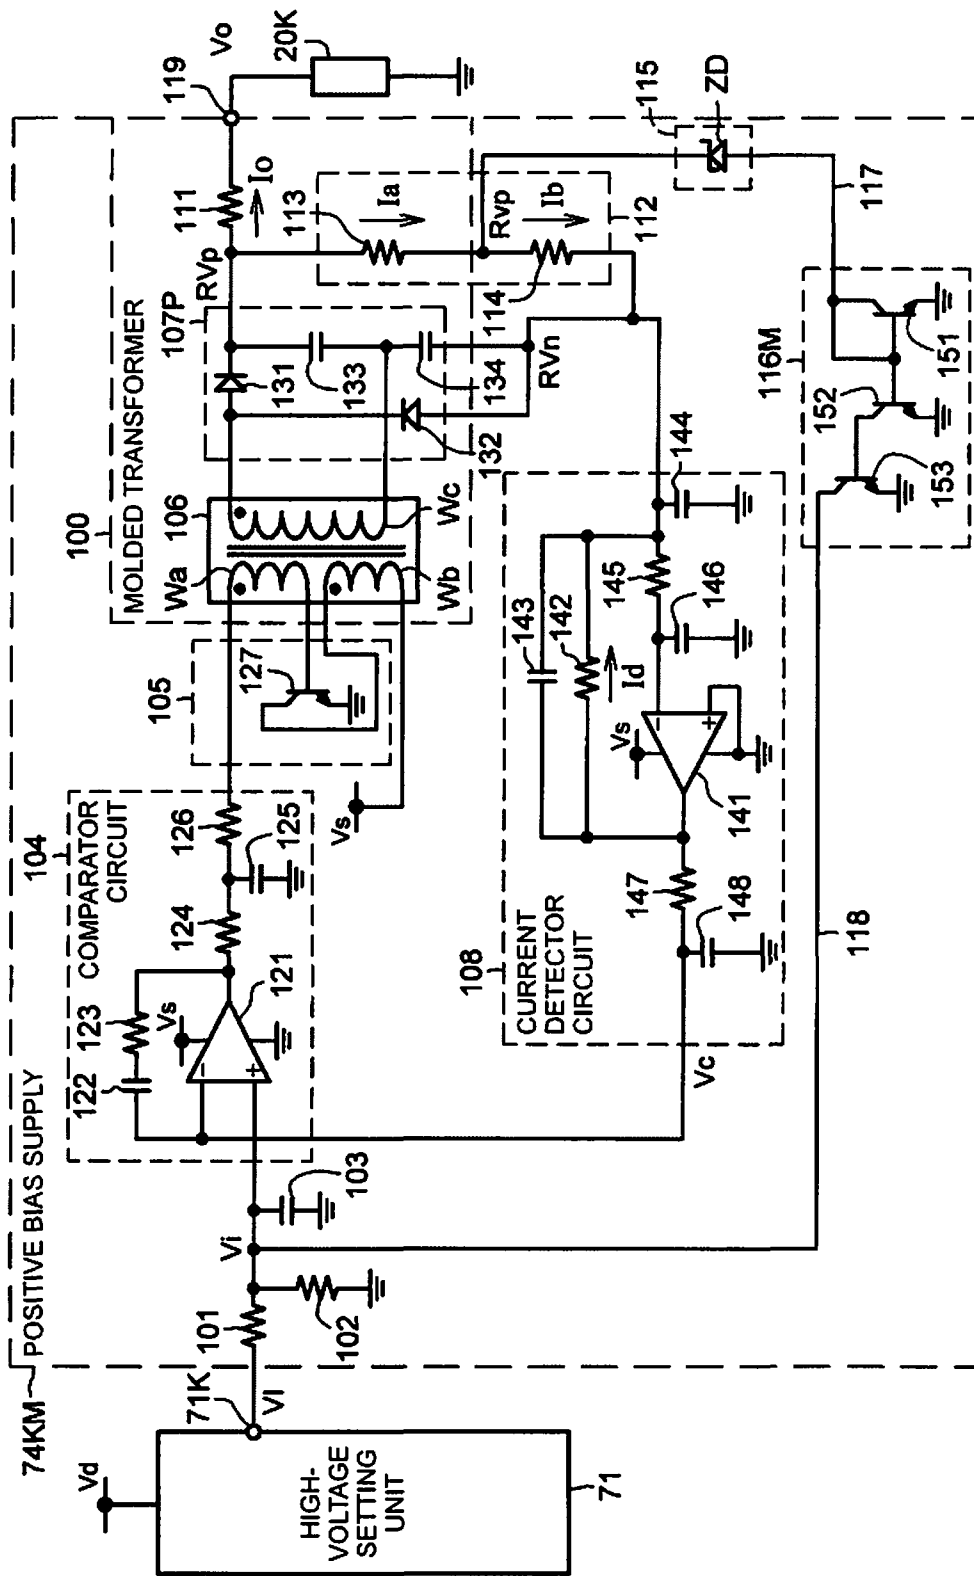 74KM
POSITIVE BIAS SUPPLY
Vd
HIGH-
VOLTAGE
SETTING
UNIT
71
71K
VI
101
102
Vi
103
104
COMPARATOR
CIRCUIT
122
123
Vs
121
124
125
126
105
127
Vs
100
MOLDED TRANSFORMER
Wa
106
Wb
Wc
107P
131
132
133
134
RVn
RVp
111
Io
119
Vo
20K
113
Ia
Rvp
Ib
114
112
115
ZD
117
116M
151
152
153
118
108
CURRENT
DETECTOR
CIRCUIT
Vc
143
142
Id
144
145
146
Vs
141
147
148